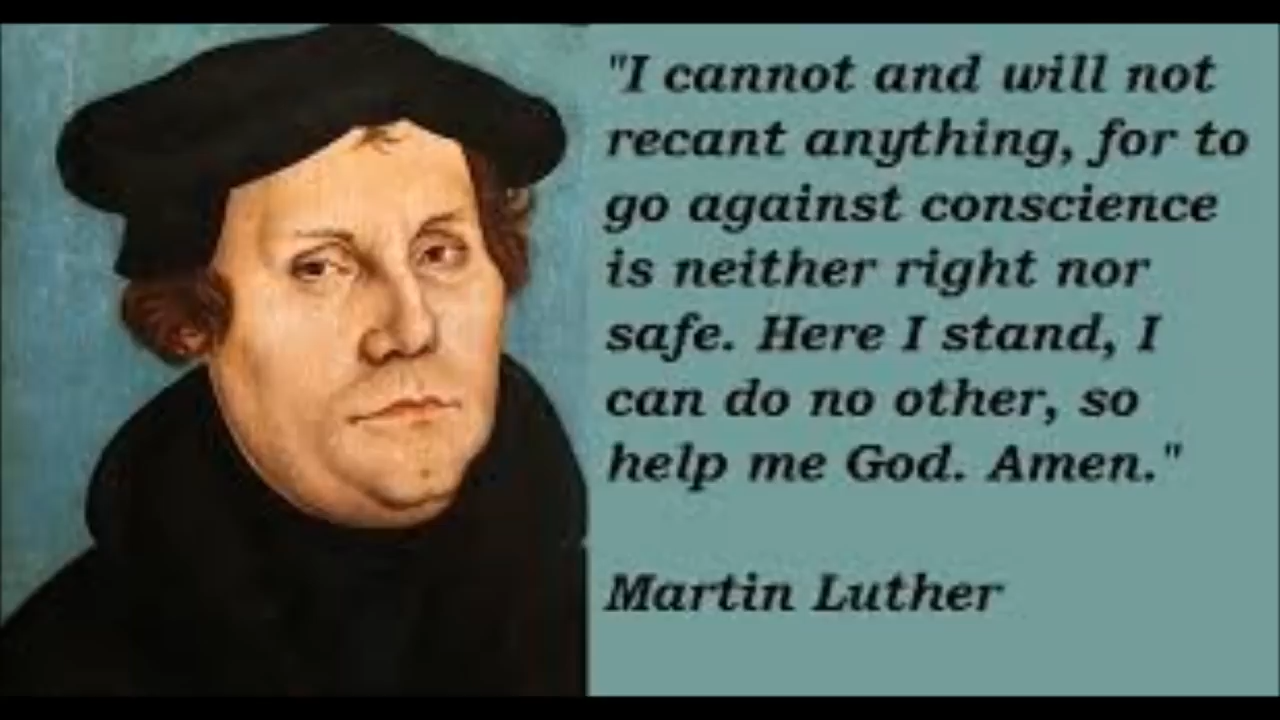 "I cannot and will not
recant anything, for to
go against conscience
is neither right nor
safe. Here I stand, I
can do no other, so
help me God. Amen."
Martin Luther